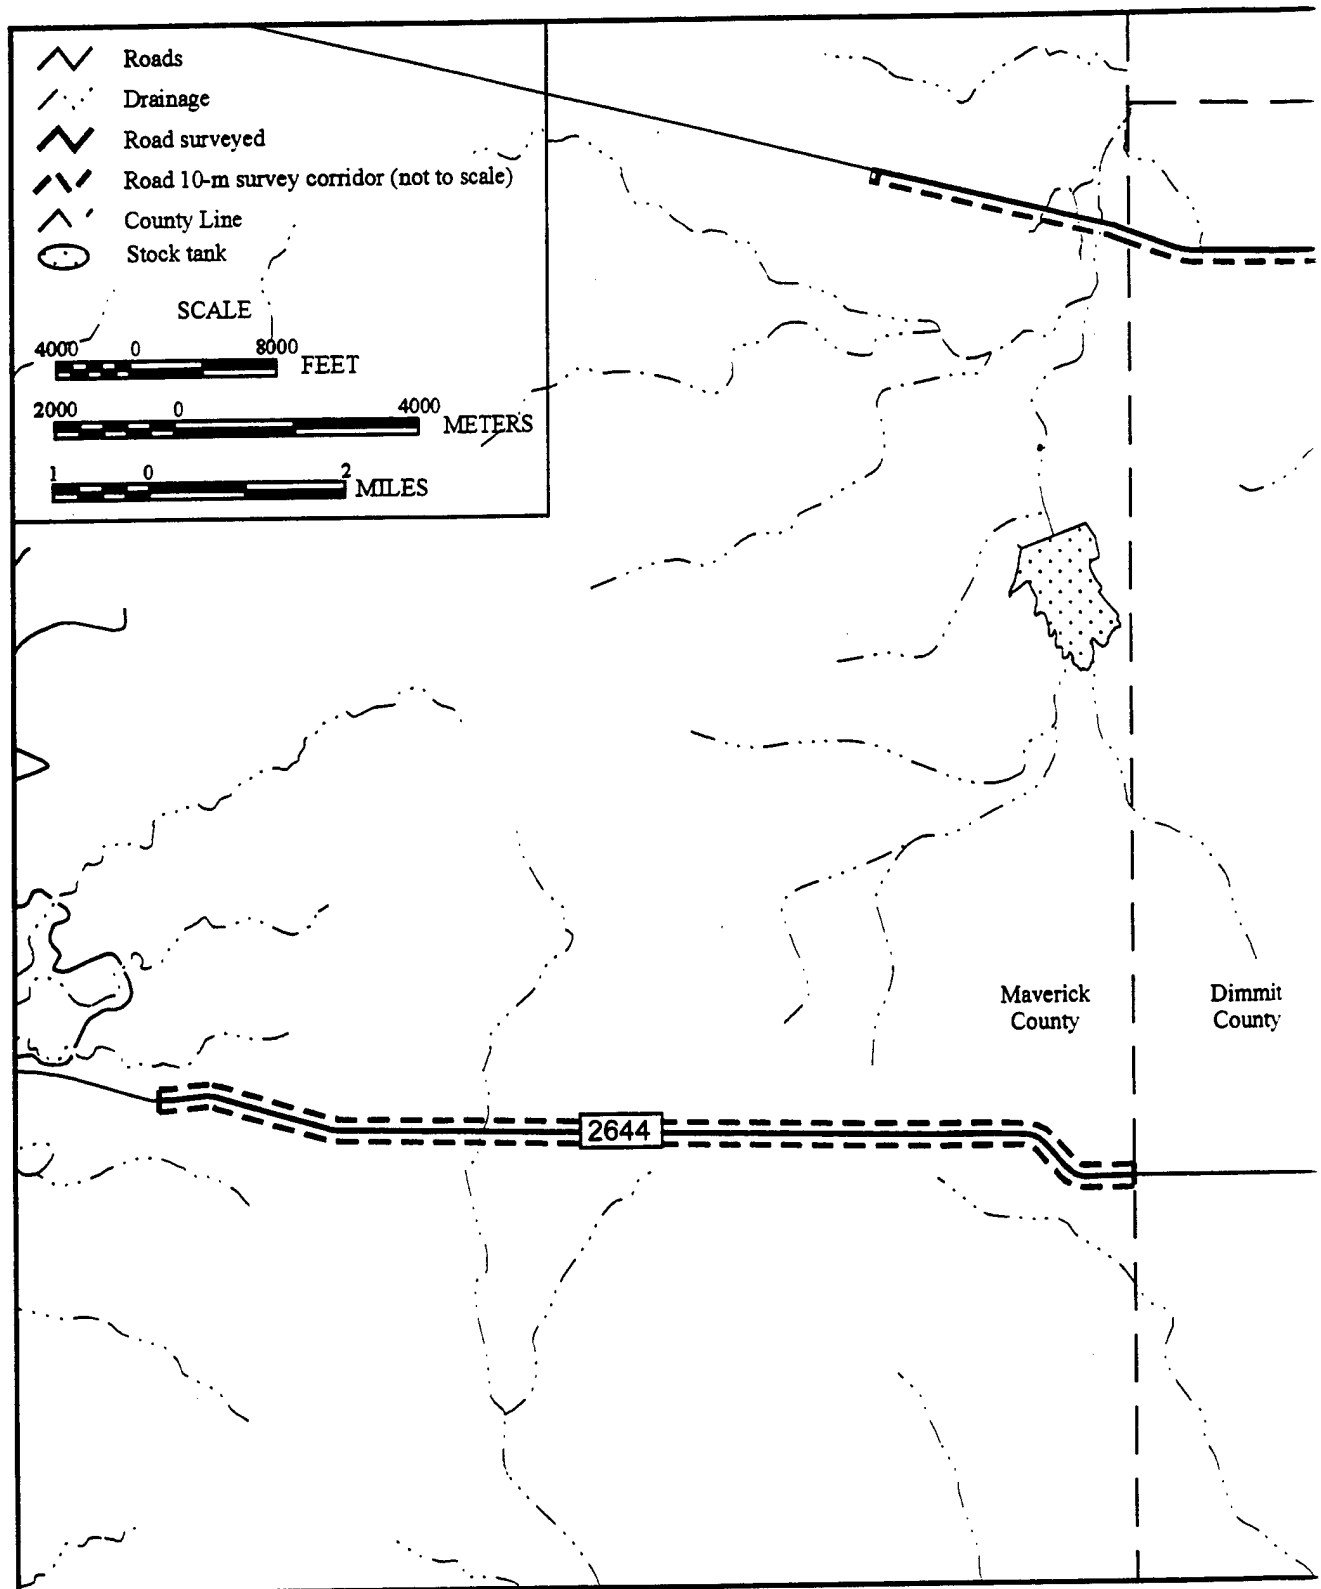 Roads
Drainage
Road surveyed
Road 10-m survey corridor (not to scale)
County Line
Stock tank
SCALE
4000 0 8000
FEET
2000 0 4000
METERS
1 0 2
MILES
Maverick
County
Dimmit
County
2644